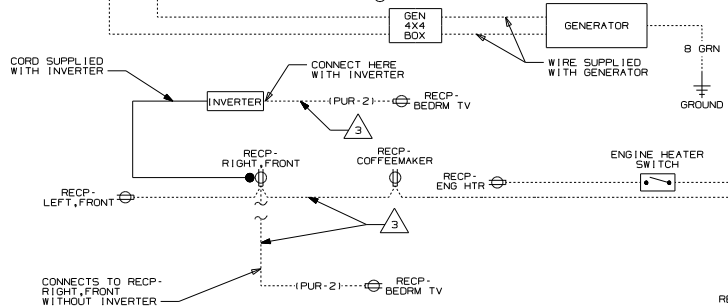 GEN
4X4
BOX
GENERATOR
8 GRN
CORD SUPPLIED
WITH INVERTER
CONNECT HERE
WITH INVERTER
WIRE SUPPLIED
WITH GENERATOR
INVERTER
(PUR-2)
RECP-
BEDRM TV
GROUND
3
RECP-
RIGHT,FRONT
RECP-
COFFEEMAKER
ENGINE HEATER
SWITCH
RECP-
ENG HTR
RECP-
LEFT,FRONT
3
CONNECTS TO RECP-
RIGHT,FRONT
WITHOUT INVERTER
(PUR-2)
RECP-
BEDRM TV